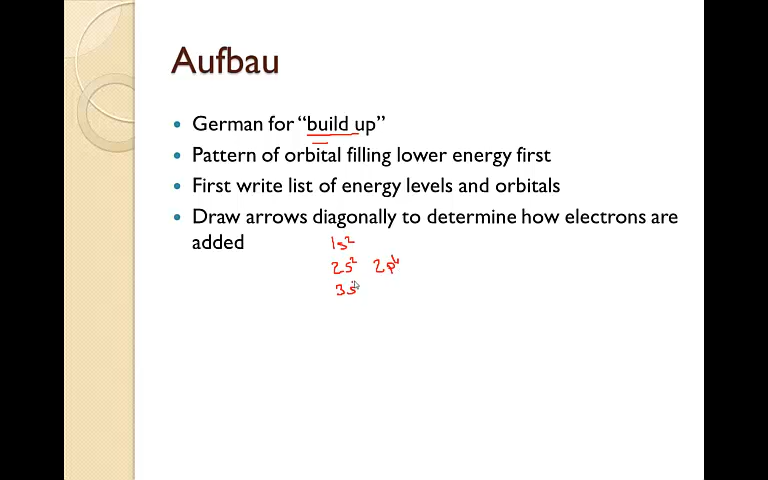 Aufbau
German for “build up”
Pattern of orbital filling lower energy first
First write list of energy levels and orbitals
Draw arrows diagonally to determine how electrons are
added
1s²
2s² 2p⁶
3s